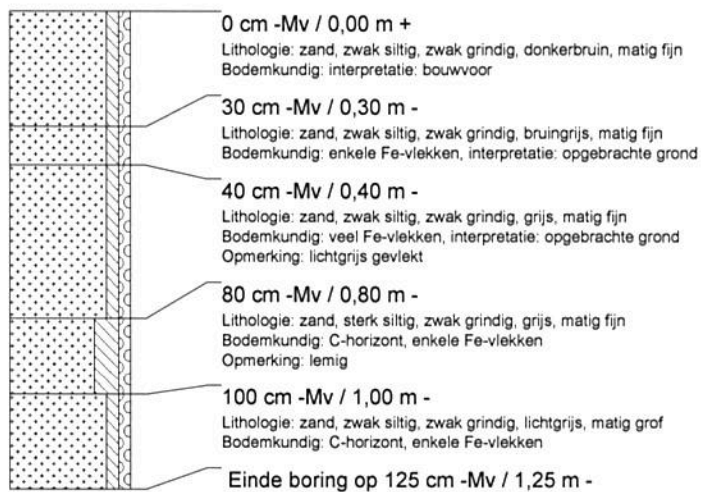 0 cm -Mv / 0,00 m +
Lithologie: zand, zwak siltig, zwak grindig, donkerbruin, matig fijn
Bodemkundig: interpretatie: bouwvoor
30 cm -Mv / 0,30 m -
Lithologie: zand, zwak siltig, zwak grindig, bruingrijs, matig fijn
Bodemkundig: enkele Fe-vlekken, interpretatie: opgebrachte grond
40 cm -Mv / 0,40 m -
Lithologie: zand, zwak siltig, zwak grindig, grijs, matig fijn
Bodemkundig: veel Fe-vlekken, interpretatie: opgebrachte grond
Opmerking: lichtgrijs gevlekt
80 cm -Mv / 0,80 m -
Lithologie: zand, sterk siltig, zwak grindig, grijs, matig fijn
Bodemkundig: C-horizont, enkele Fe-vlekken
Opmerking: lemig
100 cm -Mv / 1,00 m -
Lithologie: zand, zwak siltig, zwak grindig, lichtgrijs, matig grof
Bodemkundig: C-horizont, enkele Fe-vlekken
Einde boring op 125 cm -Mv / 1,25 m -